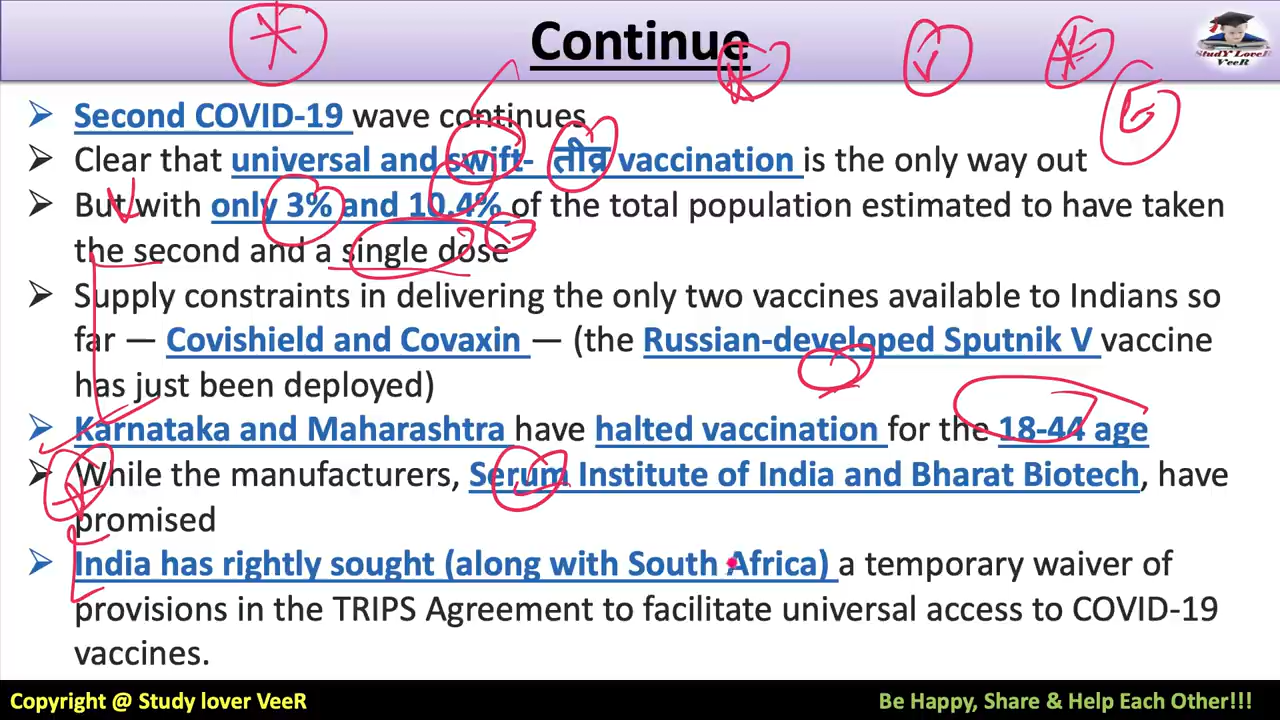 Continue
StudY LoveR
VeeR
➢ Second COVID-19 wave continues
➢ Clear that universal and swift- तीव्र vaccination is the only way out
➢ But with only 3% and 10.4% of the total population estimated to have taken
the second and a single dose
➢ Supply constraints in delivering the only two vaccines available to Indians so
far — Covishield and Covaxin — (the Russian-developed Sputnik V vaccine
has just been deployed)
➢ Karnataka and Maharashtra have halted vaccination for the 18-44 age
➢ While the manufacturers, Serum Institute of India and Bharat Biotech, have
promised
➢ India has rightly sought (along with South Africa) a temporary waiver of
provisions in the TRIPS Agreement to facilitate universal access to COVID-19
vaccines.
Copyright @ Study lover VeeR
Be Happy, Share & Help Each Other!!!